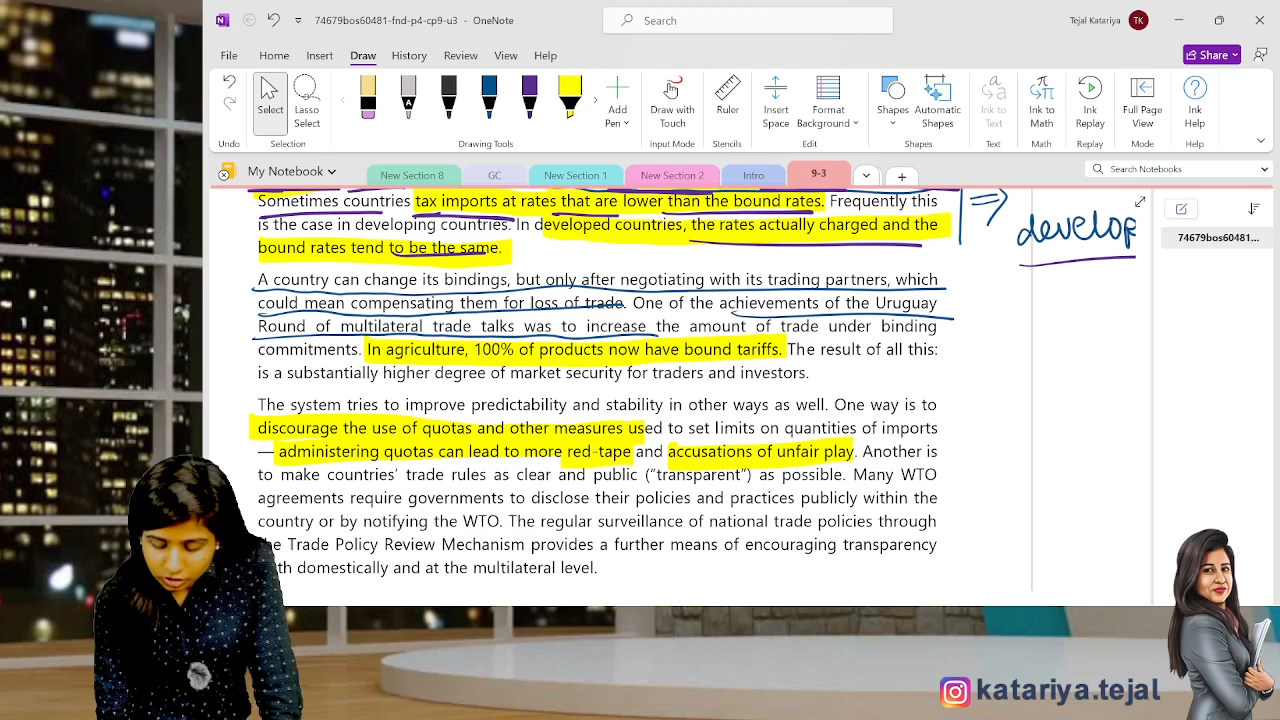 74679bos60481-fnd-p4-cp9-u3 - OneNote
Search
Tejal Katariya
TK
File Home Insert Draw History Review View Help
Share
Select
Lasso Select
Add Pen
Draw with Touch
Ruler
Insert Space
Format Background
Shapes
Automatic Shapes
Ink to Text
Ink to Math
Ink Replay
Full Page View
Ink Help
Undo Selection Drawing Tools Input Mode Stencils Edit Shapes Text Math Replay Modes Help
My Notebook
New Section 8
GC
New Section 1
New Section 2
Intro
9-3
Search Notebooks
74679bos60481...
Sometimes countries tax imports at rates that are lower than the bound rates. Frequently this
is the case in developing countries. In developed countries, the rates actually charged and the
bound rates tend to be the same.
develop
A country can change its bindings, but only after negotiating with its trading partners, which
could mean compensating them for loss of trade. One of the achievements of the Uruguay
Round of multilateral trade talks was to increase the amount of trade under binding
commitments. In agriculture, 100% of products now have bound tariffs. The result of all this:
is a substantially higher degree of market security for traders and investors.
The system tries to improve predictability and stability in other ways as well. One way is to
discourage the use of quotas and other measures used to set limits on quantities of imports
— administering quotas can lead to more red-tape and accusations of unfair play. Another is
to make countries’ trade rules as clear and public (“transparent”) as possible. Many WTO
agreements require governments to disclose their policies and practices publicly within the
country or by notifying the WTO. The regular surveillance of national trade policies through
Trade Policy Review Mechanism provides a further means of encouraging transparency
domestically and at the multilateral level.
katariya.tejal